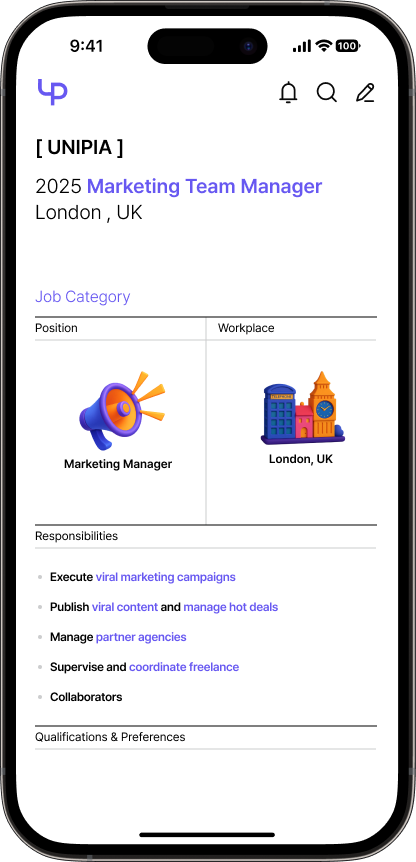 9:41
100
[ UNIPIA ]
2025 Marketing Team Manager
London , UK
Job Category
Position
Workplace
TELEPHONE
Marketing Manager
London, UK
Responsibilities
Execute viral marketing campaigns
Publish viral content and manage hot deals
Manage partner agencies
Supervise and coordinate freelance
Collaborators
Qualifications & Preferences